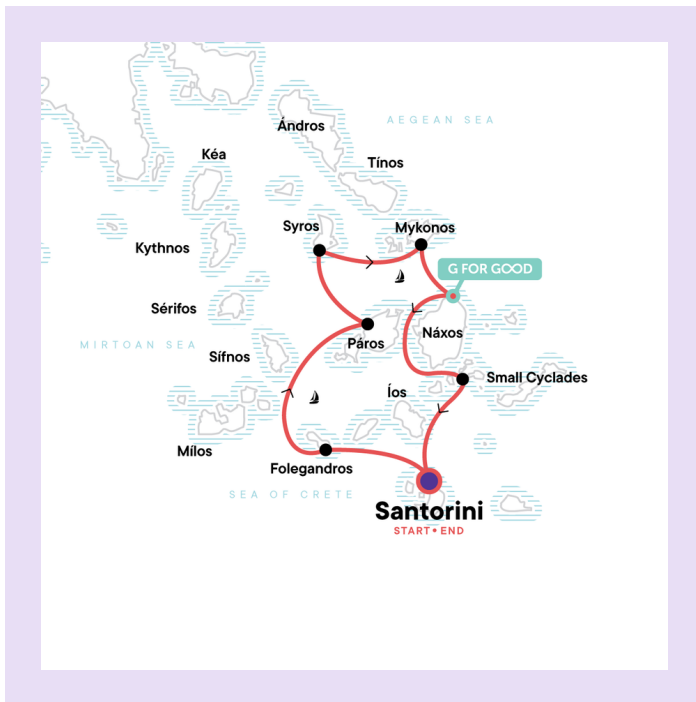 Ándros
AEGEAN SEA
Kéa
Tínos
Syros
Mykonos
Kythnos
G FOR GOOD
Sérifos
Náxos
MIRTOAN SEA
Páros
Sífnos
Small Cyclades
Íos
Mílos
Folegandros
SEA OF CRETE
Santorini
START • END